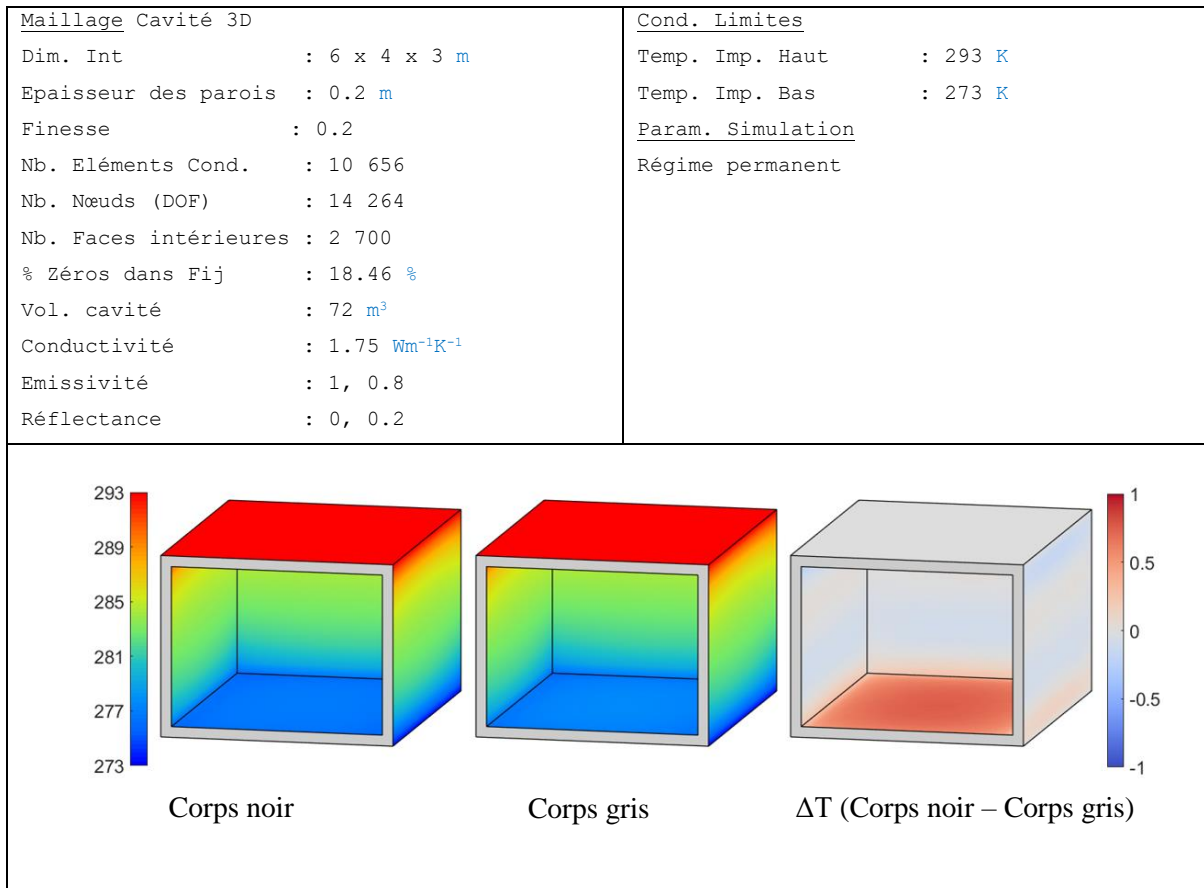 Maillage Cavité 3D
Dim. Int : 6 x 4 x 3 m
Epaisseur des parois : 0.2 m
Finesse : 0.2
Nb. Eléments Cond. : 10 656
Nb. Nœuds (DOF) : 14 264
Nb. Faces intérieures : 2 700
% Zéros dans Fij : 18.46 %
Vol. cavité : 72 m³
Conductivité : 1.75 Wm⁻¹K⁻¹
Emissivité : 1, 0.8
Réflectance : 0, 0.2
Cond. Limites
Temp. Imp. Haut : 293 K
Temp. Imp. Bas : 273 K
Param. Simulation
Régime permanent
293
289
285
281
277
273
1
0.5
0
-0.5
-1
Corps noir
Corps gris
ΔT (Corps noir – Corps gris)